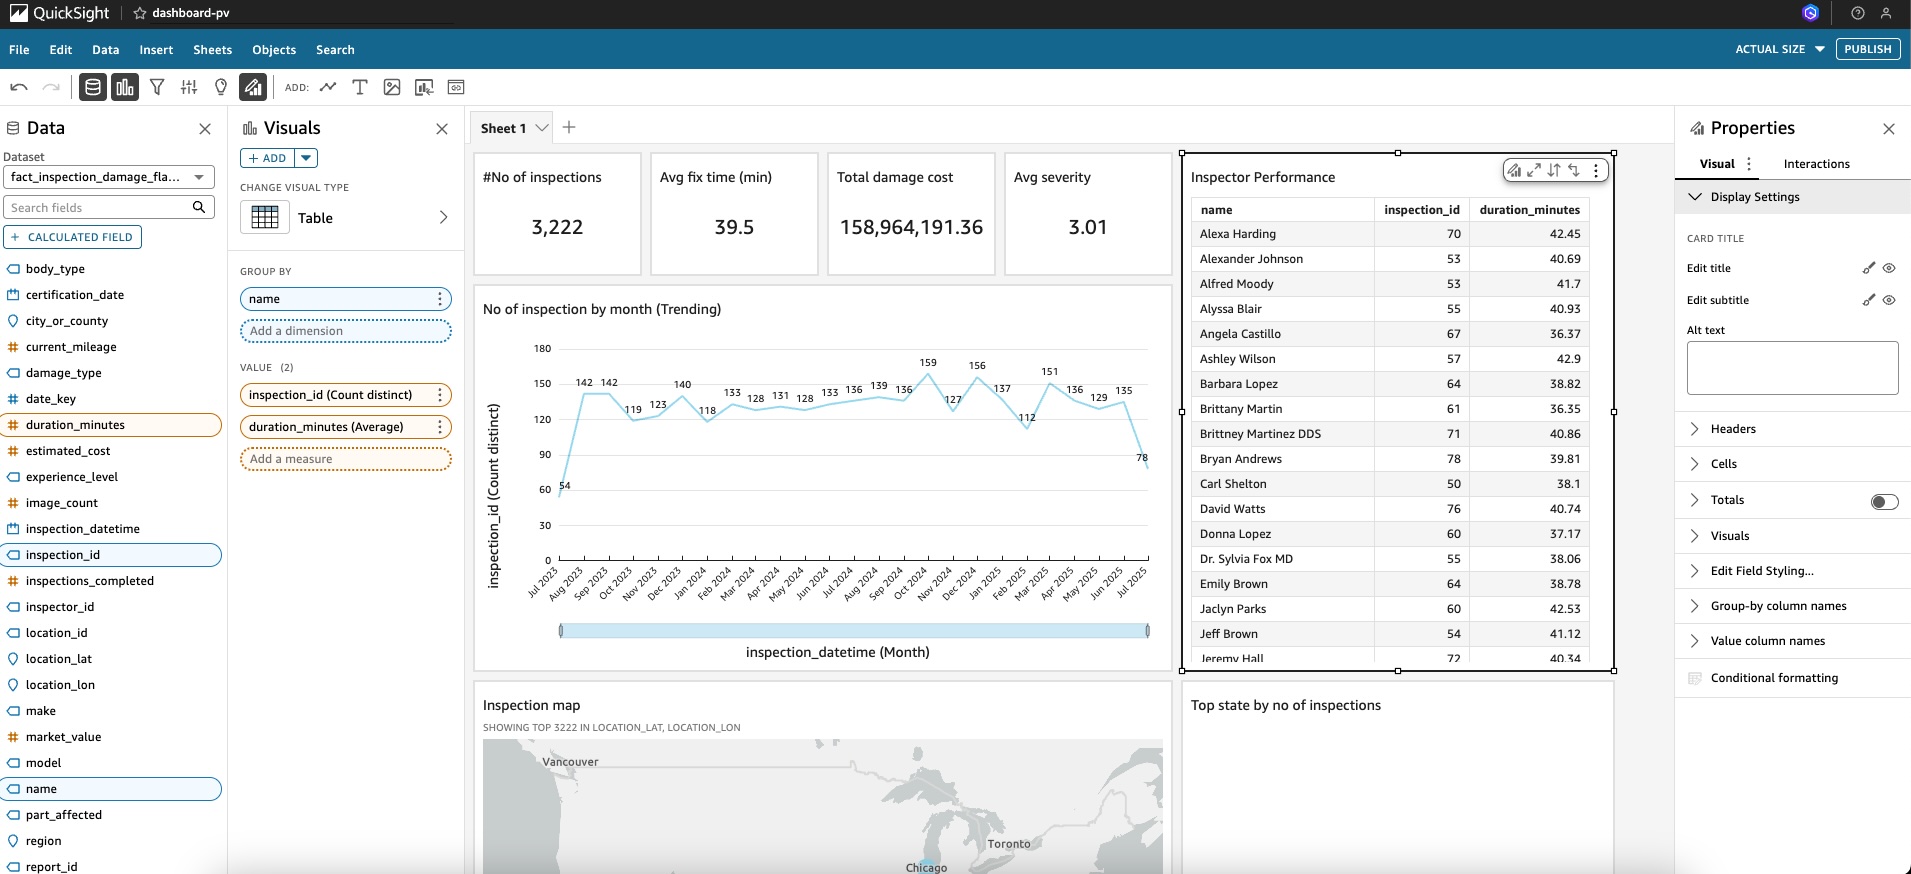 QuickSight
dashboard-pv
File
Edit
Data
Insert
Sheets
Objects
Search
ACTUAL SIZE
PUBLISH
ADD:
Data
Dataset
fact_inspection_damage_fla...
Search fields
+ CALCULATED FIELD
body_type
certification_date
city_or_county
current_mileage
damage_type
date_key
duration_minutes
estimated_cost
experience_level
image_count
inspection_datetime
inspection_id
inspections_completed
inspector_id
location_id
location_lat
location_lon
make
market_value
model
name
part_affected
region
report_id
Visuals
+ ADD
CHANGE VISUAL TYPE
Table
GROUP BY
name
Add a dimension
VALUE (2)
inspection_id (Count distinct)
duration_minutes (Average)
Add a measure
Sheet 1
#No of inspections
3,222
Avg fix time (min)
39.5
Total damage cost
158,964,191.36
Avg severity
3.01
No of inspection by month (Trending)
inspection_id (Count distinct)
180
150
120
90
60
30
0
54
142
142
119
123
140
118
133
128
131
128
133
136
139
136
159
127
156
137
112
151
136
129
135
78
Jul 2023
Aug 2023
Sep 2023
Oct 2023
Nov 2023
Dec 2023
Jan 2024
Feb 2024
Mar 2024
Apr 2024
May 2024
Jun 2024
Jul 2024
Aug 2024
Sep 2024
Oct 2024
Nov 2024
Dec 2024
Jan 2025
Feb 2025
Mar 2025
Apr 2025
May 2025
Jun 2025
Jul 2025
inspection_datetime (Month)
Inspector Performance
name inspection_id duration_minutes
Alexa Harding 70 42.45
Alexander Johnson 53 40.69
Alfred Moody 53 41.7
Alyssa Blair 55 40.93
Angela Castillo 67 36.37
Ashley Wilson 57 42.9
Barbara Lopez 64 38.82
Brittany Martin 61 36.35
Brittney Martinez DDS 71 40.86
Bryan Andrews 78 39.81
Carl Shelton 50 38.1
David Watts 76 40.74
Donna Lopez 60 37.17
Dr. Sylvia Fox MD 55 38.06
Emily Brown 64 38.78
Jaclyn Parks 60 42.53
Jeff Brown 54 41.12
Jeremy Hall 72 40.34
Inspection map
SHOWING TOP 3222 IN LOCATION_LAT, LOCATION_LON
Vancouver
Toronto
Chicago
Top state by no of inspections
Properties
Visual
Interactions
Display Settings
CARD TITLE
Edit title
Edit subtitle
Alt text
Headers
Cells
Totals
Visuals
Edit Field Styling...
Group-by column names
Value column names
Conditional formatting